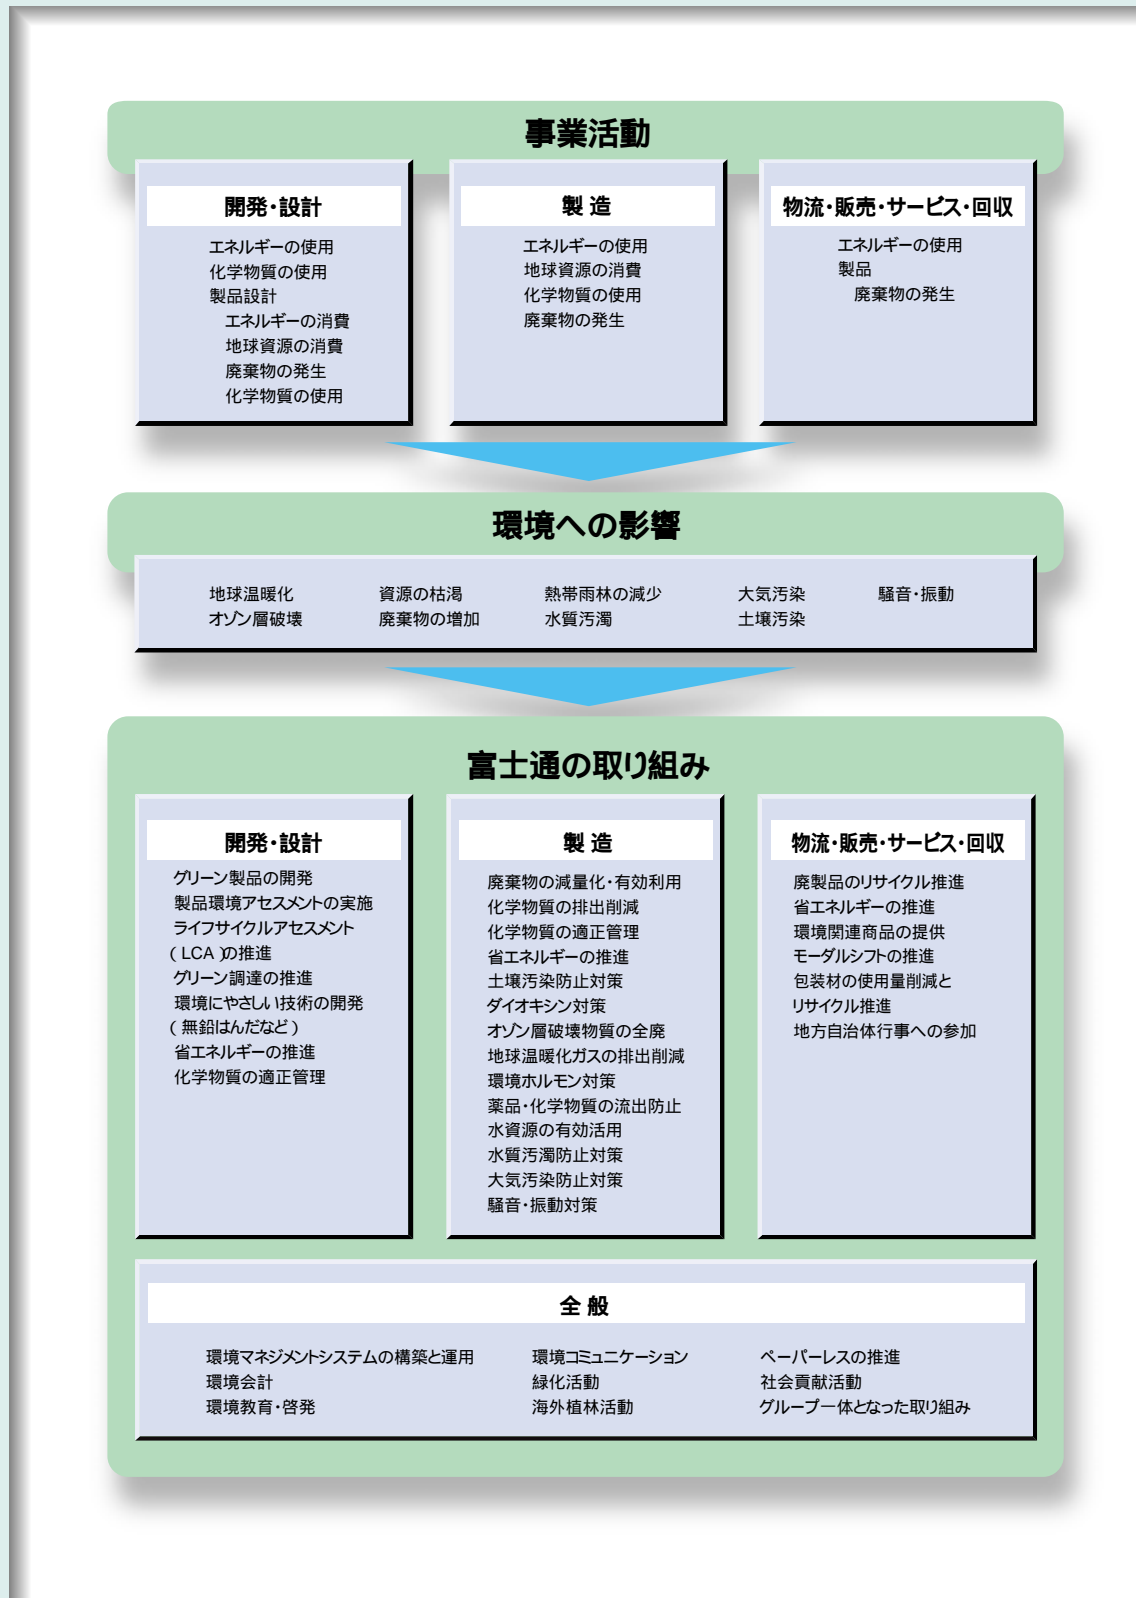 事業活動
開発・設計
エネルギーの使用
化学物質の使用
製品設計
エネルギーの消費
地球資源の消費
廃棄物の発生
化学物質の使用
製 造
エネルギーの使用
地球資源の消費
化学物質の使用
廃棄物の発生
物流・販売・サービス・回収
エネルギーの使用
製品
廃棄物の発生
環境への影響
地球温暖化 資源の枯渇 熱帯雨林の減少 大気汚染 騒音・振動
オゾン層破壊 廃棄物の増加 水質汚濁 土壌汚染
富士通の取り組み
開発・設計
グリーン製品の開発
製品環境アセスメントの実施
ライフサイクルアセスメント
(LCA)の推進
グリーン調達の推進
環境にやさしい技術の開発
(無鉛はんだなど)
省エネルギーの推進
化学物質の適正管理
製 造
廃棄物の減量化・有効利用
化学物質の排出削減
化学物質の適正管理
省エネルギーの推進
土壌汚染防止対策
ダイオキシン対策
オゾン層破壊物質の全廃
地球温暖化ガスの排出削減
環境ホルモン対策
薬品・化学物質の流出防止
水資源の有効活用
水質汚濁防止対策
大気汚染防止対策
騒音・振動対策
物流・販売・サービス・回収
廃製品のリサイクル推進
省エネルギーの推進
環境関連商品の提供
モーダルシフトの推進
包装材の使用量削減と
リサイクル推進
地方自治体行事への参加
全 般
環境マネジメントシステムの構築と運用 環境コミュニケーション ペーパーレスの推進
環境会計 緑化活動 社会貢献活動
環境教育・啓発 海外植林活動 グループ一体となった取り組み